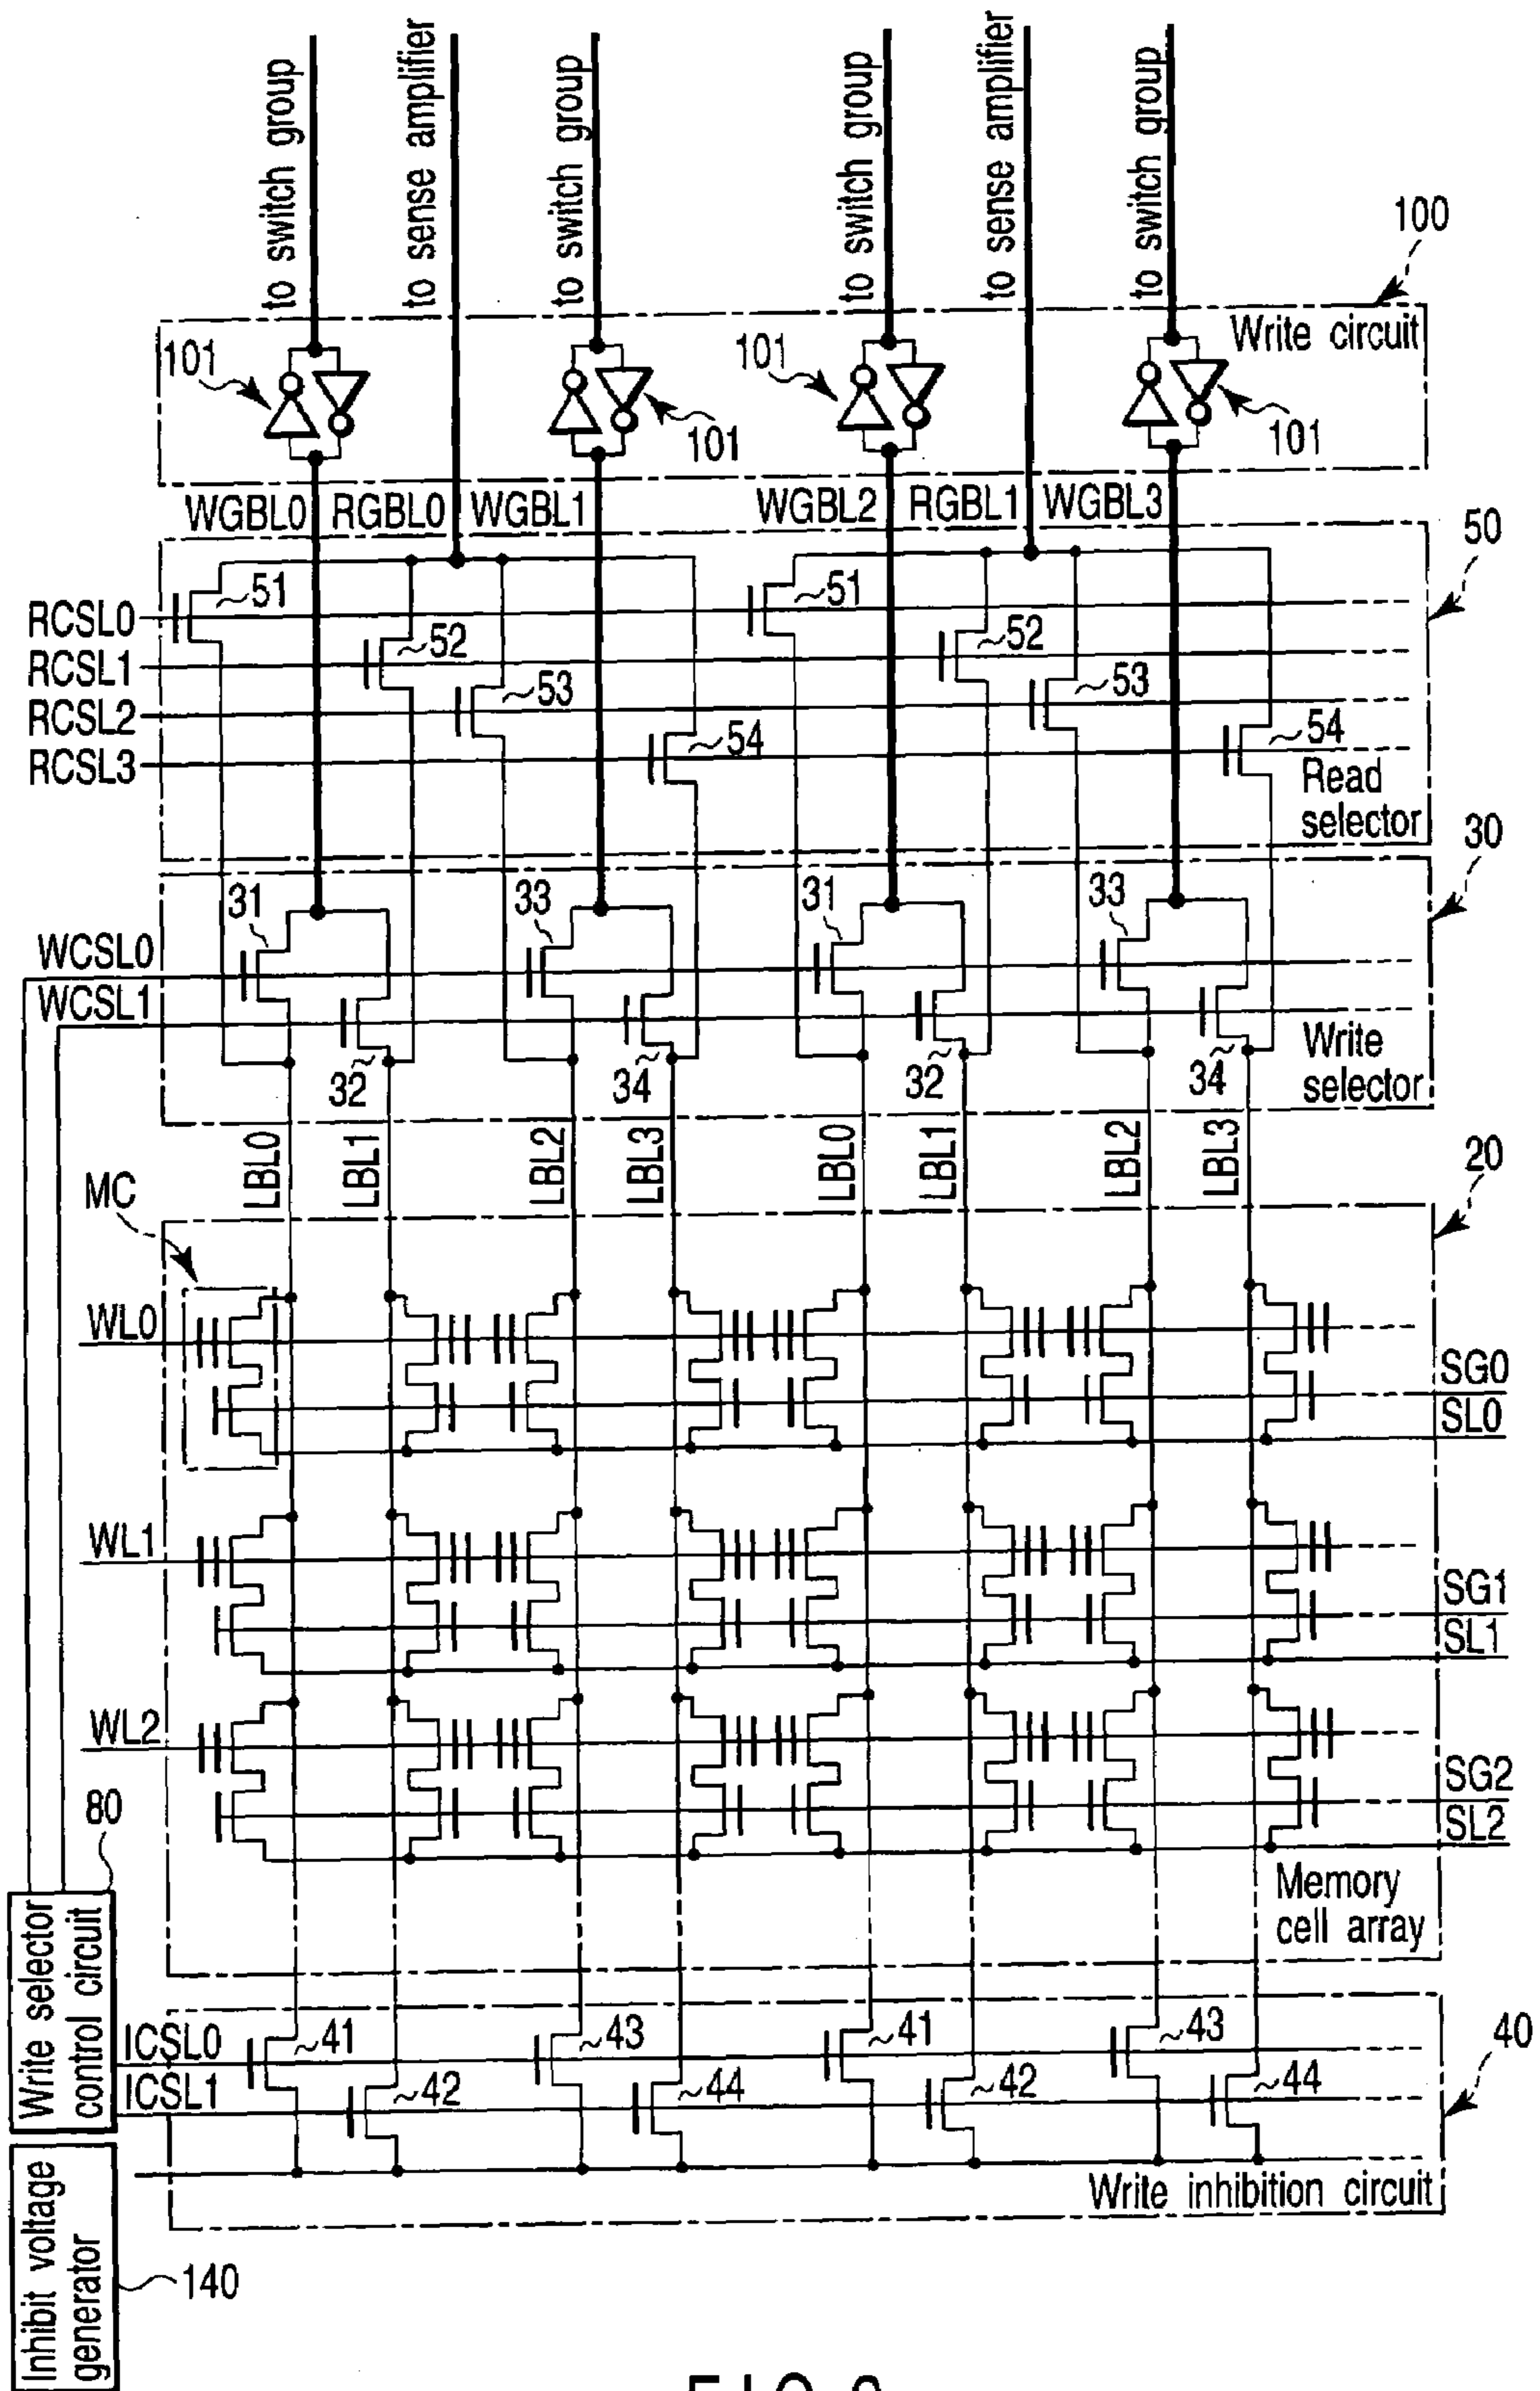 to switch group
to sense amplifier
to switch group
to switch group
to sense amplifier
to switch group
100
Write circuit
101
101
101
101
WGBL0
RGBL0
WGBL1
WGBL2
RGBL1
WGBL3
50
RCSL0
51
51
RCSL1
52
52
RCSL2
53
53
RCSL3
54
54
Read
selector
30
31
33
31
33
WCSL0
WCSL1
32
34
32
34
Write
selector
LBL0
LBL1
LBL2
LBL3
LBL0
LBL1
LBL2
LBL3
20
MC
WL0
SG0
SL0
WL1
SG1
SL1
WL2
SG2
SL2
80
Memory
cell array
Write selector
control circuit
ICSL0
41
43
41
43
ICSL1
42
44
42
44
40
Write inhibition circuit
Inhibit voltage
generator
140